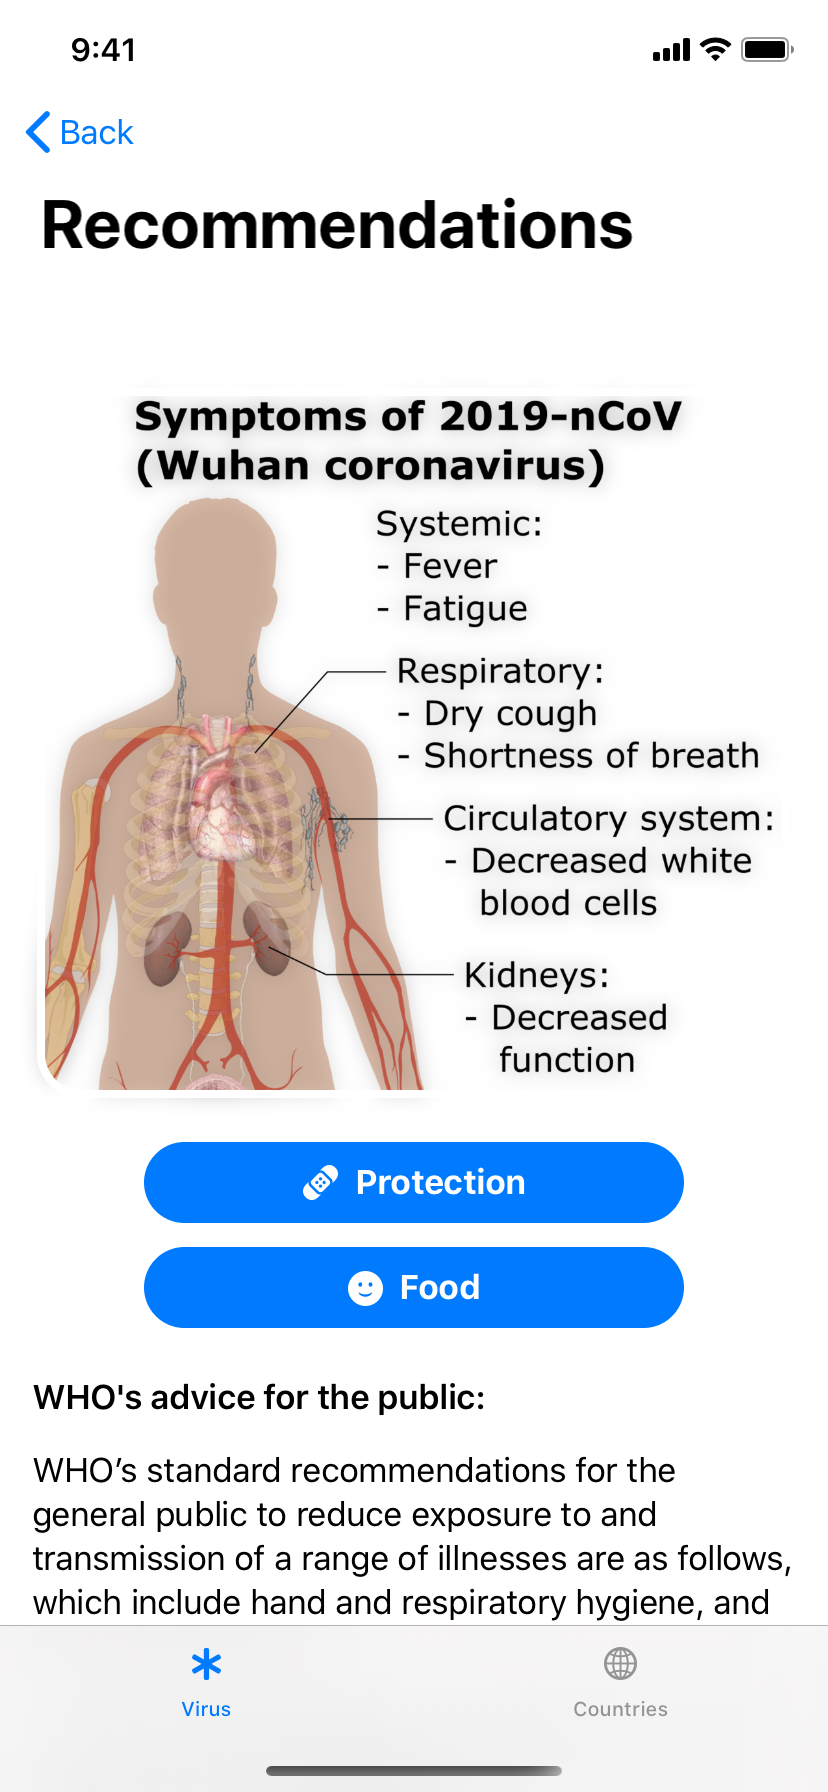 9:41
Back
Recommendations
Symptoms of 2019-nCoV
(Wuhan coronavirus)
Systemic:
- Fever
- Fatigue
Respiratory:
- Dry cough
- Shortness of breath
Circulatory system:
- Decreased white
blood cells
Kidneys:
- Decreased
function
Protection
Food
WHO's advice for the public:
WHO’s standard recommendations for the
general public to reduce exposure to and
transmission of a range of illnesses are as follows,
which include hand and respiratory hygiene, and
Virus
Countries